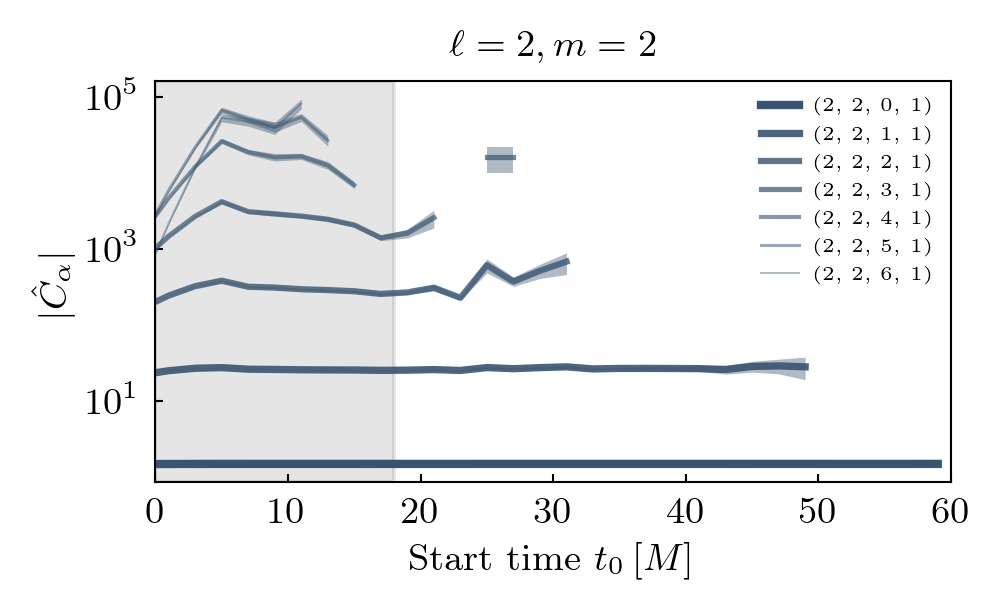 ℓ = 2, m = 2
10^5
10^3
10^1
|Ĉ_α|
(2, 2, 0, 1)
(2, 2, 1, 1)
(2, 2, 2, 1)
(2, 2, 3, 1)
(2, 2, 4, 1)
(2, 2, 5, 1)
(2, 2, 6, 1)
0 10 20 30 40 50 60
Start time t_0 [M]